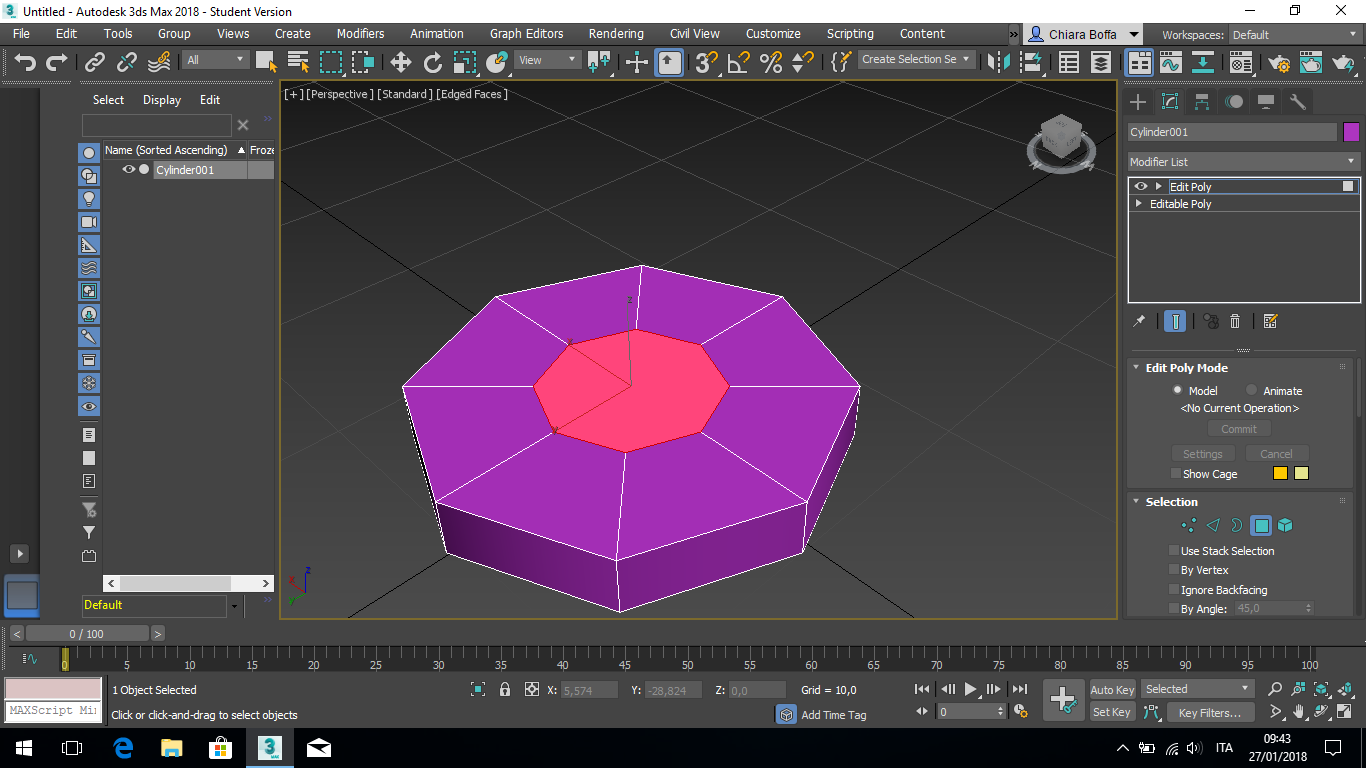 Untitled - Autodesk 3ds Max 2018 - Student Version
File Edit Tools Group Views Create Modifiers Animation Graph Editors Rendering Civil View Customize Scripting Content » Chiara Boffa Workspaces: Default
All View Create Selection Se
Select Display Edit
[ + ] [Perspective ] [Standard ] [Edged Faces ]
Cylinder001
Name (Sorted Ascending) ▲ Froze
Modifier List
Cylinder001
Edit Poly
Editable Poly
z
x
y
Edit Poly Mode
Model Animate
<No Current Operation>
Commit
Settings Cancel
Show Cage
Selection
Use Stack Selection
By Vertex
Ignore Backfacing
By Angle: 45,0
x z
y
Default
< 0 / 100 >
0 5 10 15 20 25 30 35 40 45 50 55 60 65 70 75 80 85 90 95 100
1 Object Selected X: 5,574 Y: -28,824 Z: 0,0 Grid = 10,0 Auto Key Selected
MAXScript Mi Click or click-and-drag to select objects Add Time Tag 0 Set Key Key Filters...
3 MAX
ITA 09:43
27/01/2018